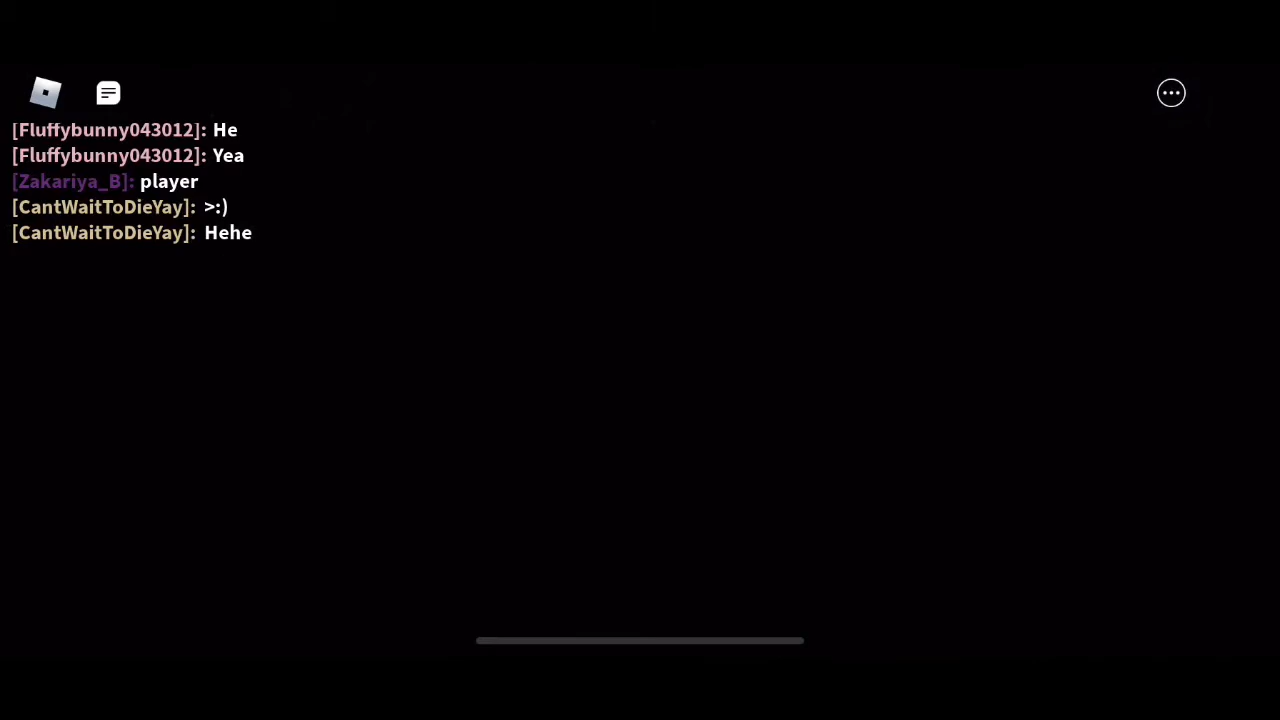 [Fluffybunny043012]: He
[Fluffybunny043012]: Yea
[Zakariya_B]: player
[CantWaitToDieYay]: >:)
[CantWaitToDieYay]: Hehe